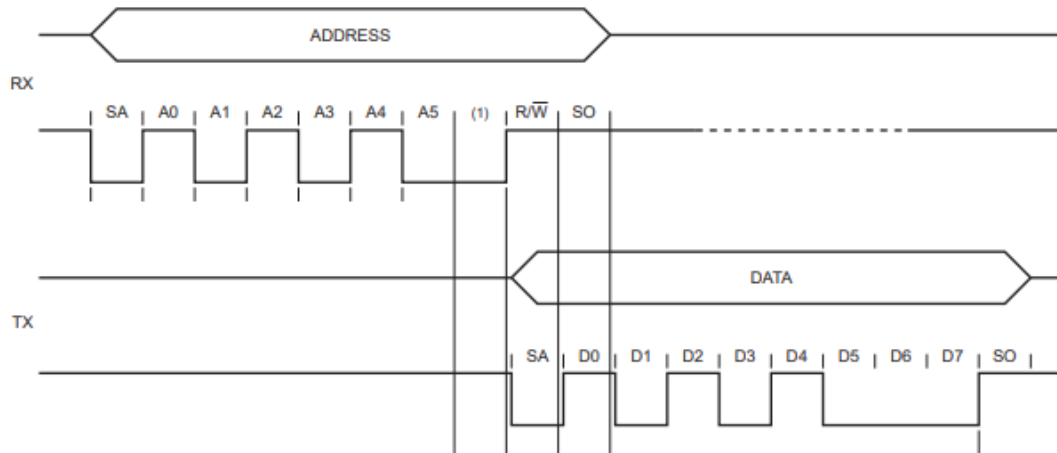 ADDRESS
RX
SA A0 A1 A2 A3 A4 A5 (1) R/W̅ SO
DATA
TX
SA D0 D1 D2 D3 D4 D5 D6 D7 SO